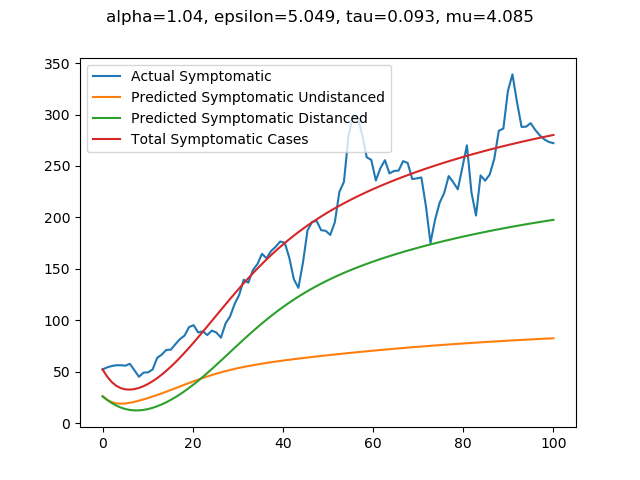 alpha=1.04, epsilon=5.049, tau=0.093, mu=4.085
350
300
250
200
150
100
50
0
Actual Symptomatic
Predicted Symptomatic Undistanced
Predicted Symptomatic Distanced
Total Symptomatic Cases
0 20 40 60 80 100